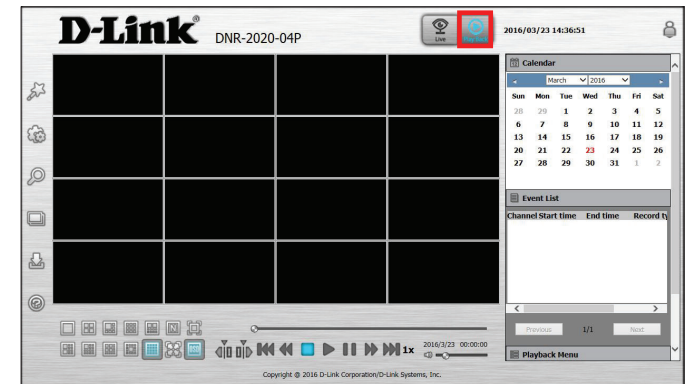 D-Link®
DNR-2020-04P
Live
Playback
2016/03/23 14:36:51
Calendar
March 2016
Sun Mon Tue Wed Thu Fri Sat
28 29 1 2 3 4 5
6 7 8 9 10 11 12
13 14 15 16 17 18 19
20 21 22 23 24 25 26
27 28 29 30 31 1 2
Event List
Channel Start time End time Record ty
Previous 1/1 Next
Playback Menu
N
1x
2016/3/23 00:00:00
Copyright @ 2016 D-Link Corporation/D-Link Systems, Inc.